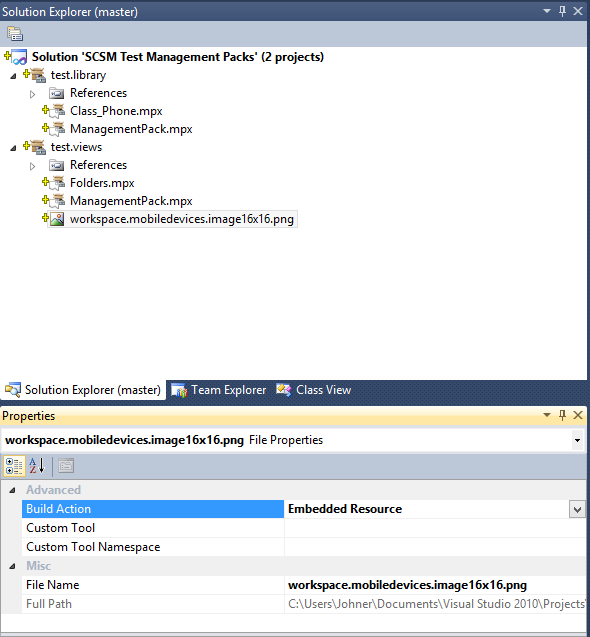 Solution Explorer (master)
Solution 'SCSM Test Management Packs' (2 projects)
test.library
References
Class_Phone.mpx
ManagementPack.mpx
test.views
References
Folders.mpx
ManagementPack.mpx
workspace.mobiledevices.image16x16.png
Solution Explorer (master) Team Explorer Class View
Properties
workspace.mobiledevices.image16x16.png File Properties
Advanced
Build Action Embedded Resource
Custom Tool
Custom Tool Namespace
Misc
File Name workspace.mobiledevices.image16x16.png
Full Path C:\Users\Johner\Documents\Visual Studio 2010\Projects\